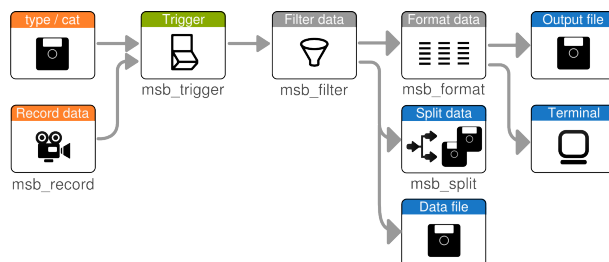 type / cat
Trigger
Filter data
Format data
Output file
msb_trigger
msb_filter
msb_format
Record data
Split data
Terminal
msb_record
msb_split
Data file